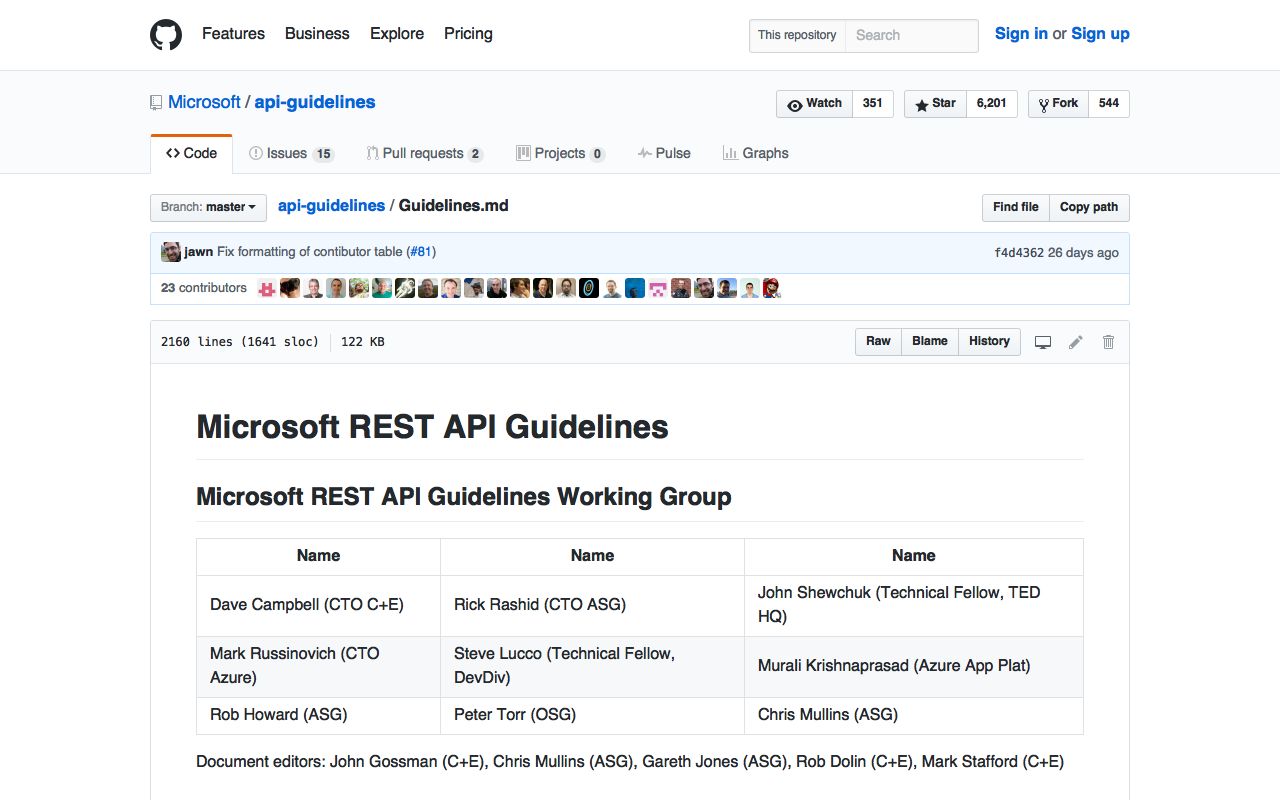 Features Business Explore Pricing This repository Search Sign in or Sign up
Microsoft / api-guidelines Watch 351 Star 6,201 Fork 544
Code Issues 15 Pull requests 2 Projects 0 Pulse Graphs
Branch: master api-guidelines / Guidelines.md Find file Copy path
jawn Fix formatting of contibutor table (#81) f4d4362 26 days ago
23 contributors
2160 lines (1641 sloc) 122 KB Raw Blame History
Microsoft REST API Guidelines
Microsoft REST API Guidelines Working Group
Name Name Name
Dave Campbell (CTO C+E) Rick Rashid (CTO ASG) John Shewchuk (Technical Fellow, TED
HQ)
Mark Russinovich (CTO Steve Lucco (Technical Fellow, Murali Krishnaprasad (Azure App Plat)
Azure) DevDiv)
Rob Howard (ASG) Peter Torr (OSG) Chris Mullins (ASG)
Document editors: John Gossman (C+E), Chris Mullins (ASG), Gareth Jones (ASG), Rob Dolin (C+E), Mark Stafford (C+E)